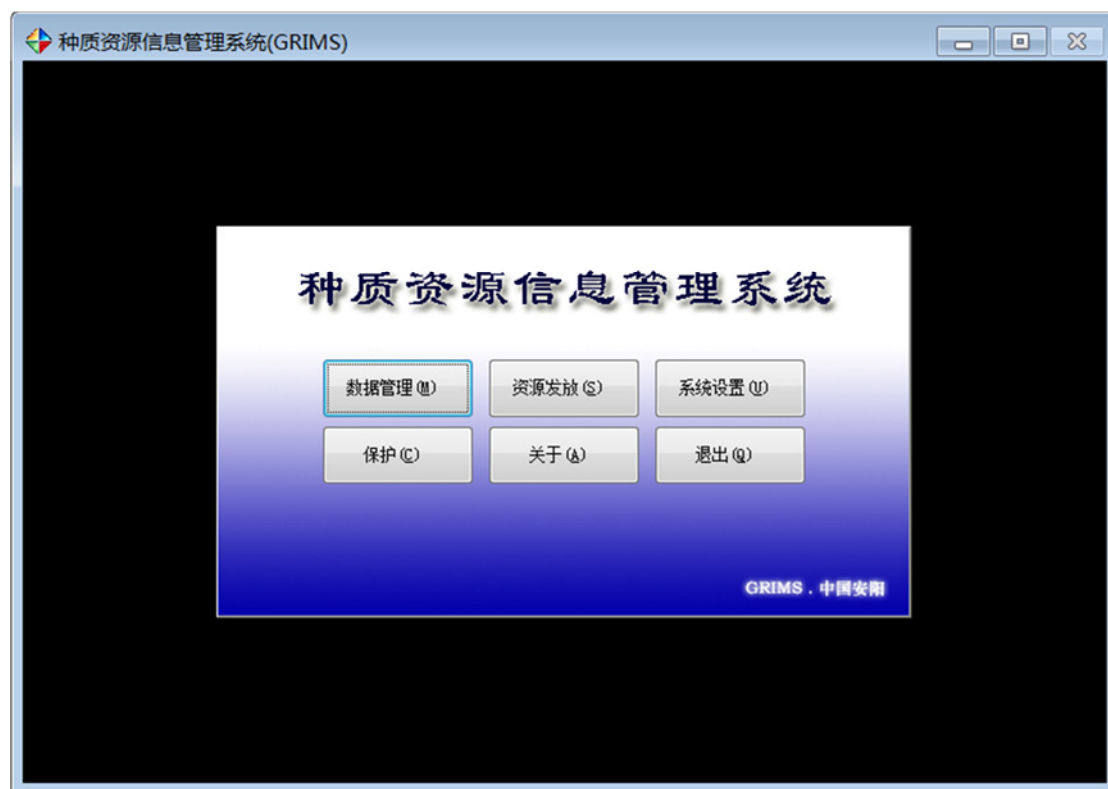 种质资源信息管理系统(GRIMS)
种质资源信息管理系统
数据管理(M) 资源发放(S) 系统设置(U)
保护(C) 关于(A) 退出(Q)
GRIMS . 中国安阳